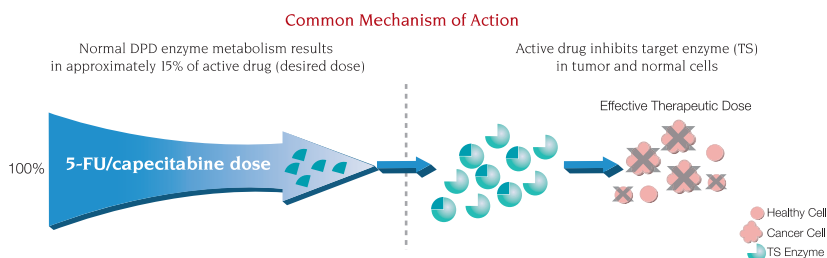 Common Mechanism of Action
Normal DPD enzyme metabolism results
in approximately 15% of active drug (desired dose)
Active drug inhibits target enzyme (TS)
in tumor and normal cells
Effective Therapeutic Dose
100%
5-FU/capecitabine dose
Healthy Cell
Cancer Cell
TS Enzyme